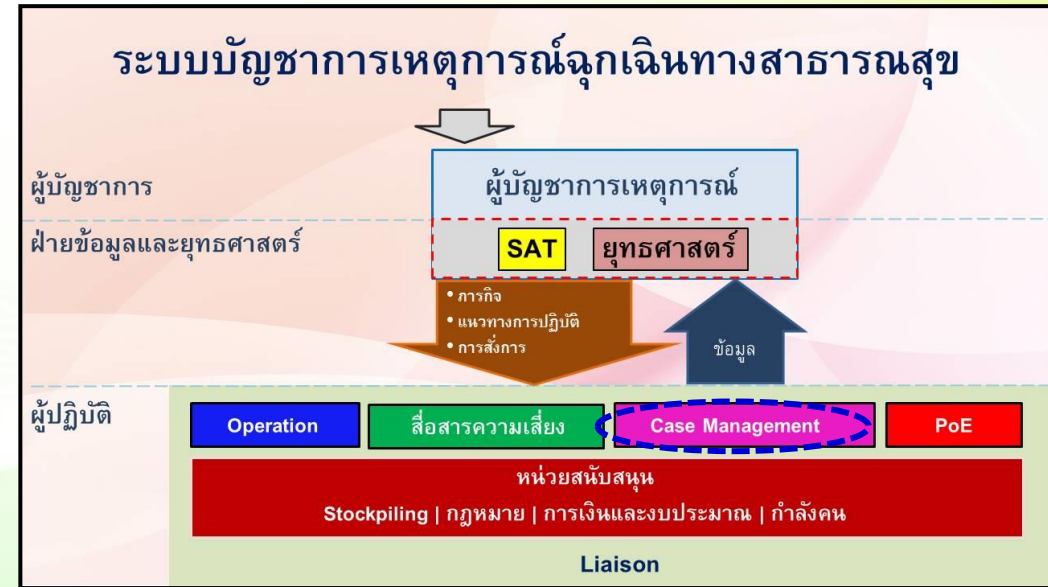 ระบบบัญชาการเหตุการณ์ฉุกเฉินทางสาธารณสุข
ผู้บัญชาการ
ผู้บัญชาการเหตุการณ์
ฝ่ายข้อมูลและยุทธศาสตร์
SAT
ยุทธศาสตร์
• ภารกิจ
• แนวทางการปฏิบัติ
• การสั่งการ
ข้อมูล
ผู้ปฏิบัติ
Operation
สื่อสารความเสี่ยง
Case Management
PoE
หน่วยสนับสนุน
Stockpiling | กฎหมาย | การเงินและงบประมาณ | กำลังคน
Liaison